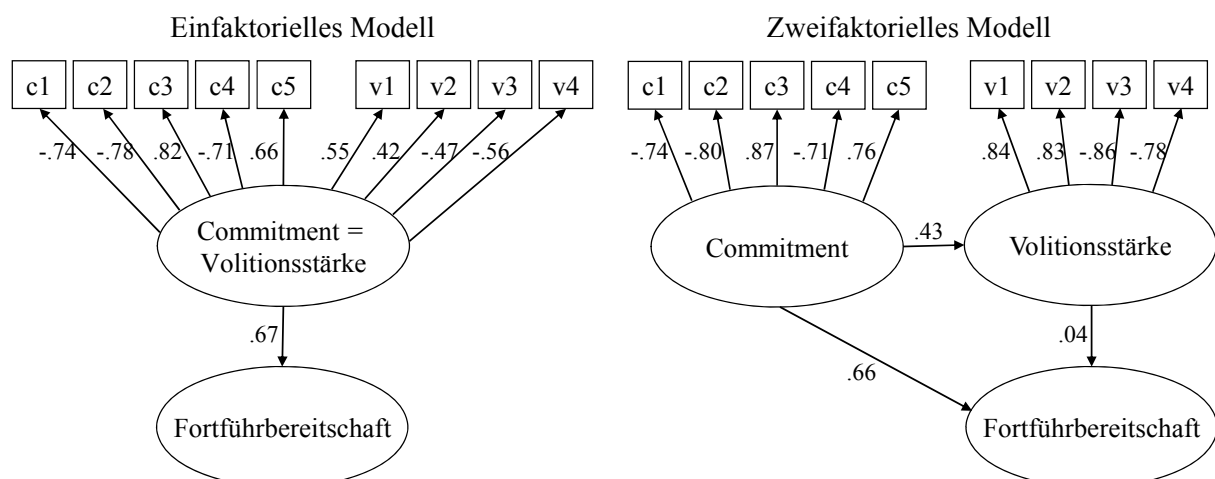 Einfaktorielles Modell
c1 c2 c3 c4 c5 v1 v2 v3 v4
-.74 -.78 .82 -.71 .66 .55 .42 -.47 -.56
Commitment =
Volitionsstärke
.67
Fortführbereitschaft
Zweifaktorielles Modell
c1 c2 c3 c4 c5 v1 v2 v3 v4
-.74 -.80 .87 -.71 .76 .84 .83 -.86 -.78
Commitment .43 Volitionsstärke
.66 .04
Fortführbereitschaft